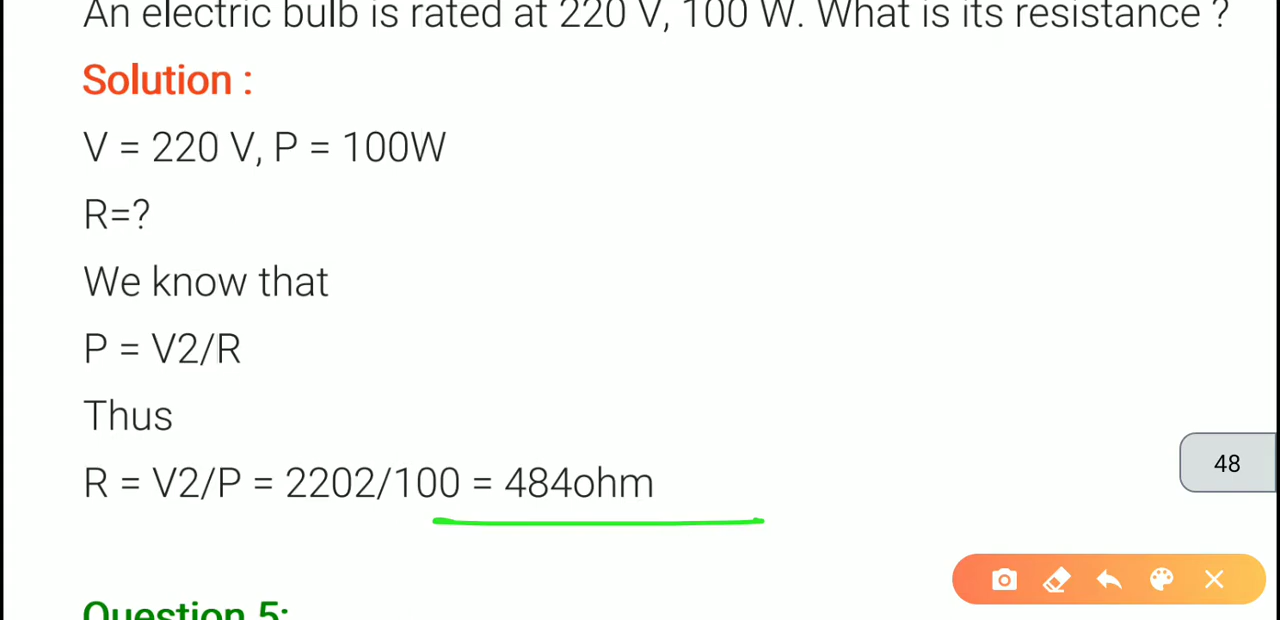 An electric bulb is rated at 220 V, 100 W. What is its resistance ?
Solution :
V = 220 V, P = 100W
R=?
We know that
P = V2/R
Thus
R = V2/P = 2202/100 = 484ohm
48
Question 5: